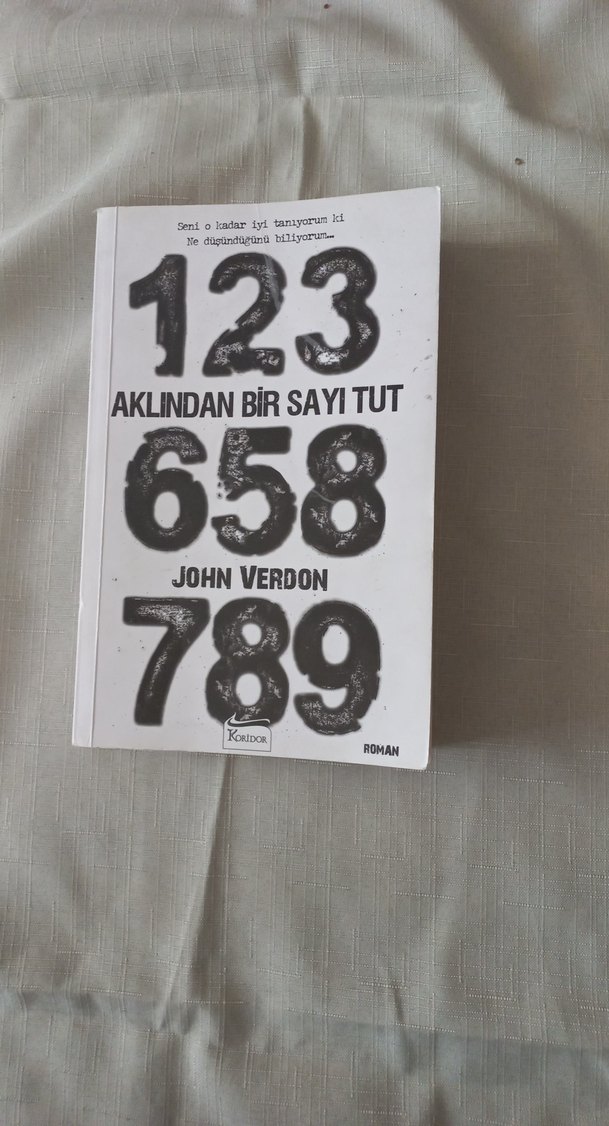 Seni o kadar iyi tanıyorum ki
Ne düşündüğünü biliyorum...
123
AKLINDAN BİR SAYI TUT
658
JOHN VERDON
789
KORİDOR
ROMAN